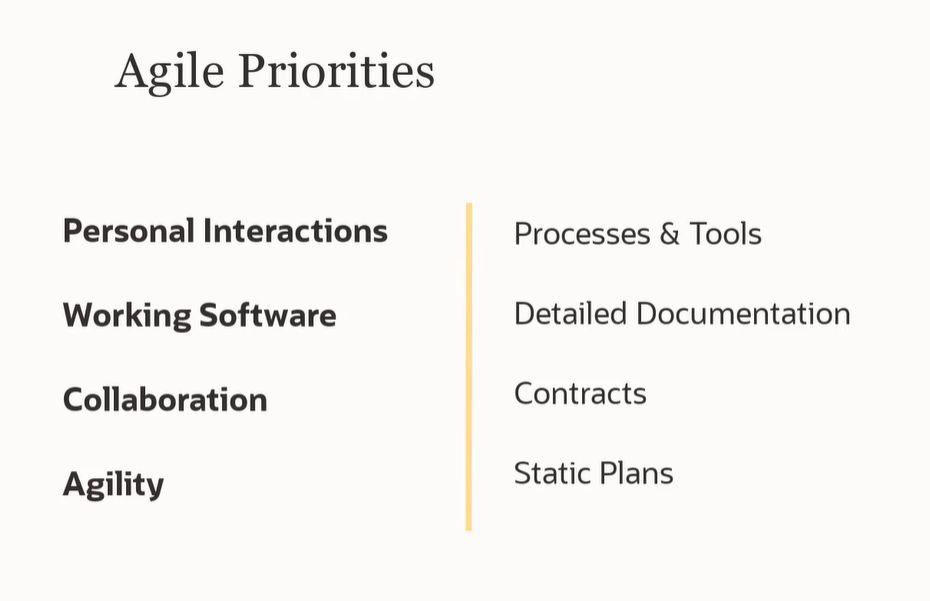 Agile Priorities
Personal Interactions
Processes & Tools
Working Software
Detailed Documentation
Collaboration
Contracts
Agility
Static Plans